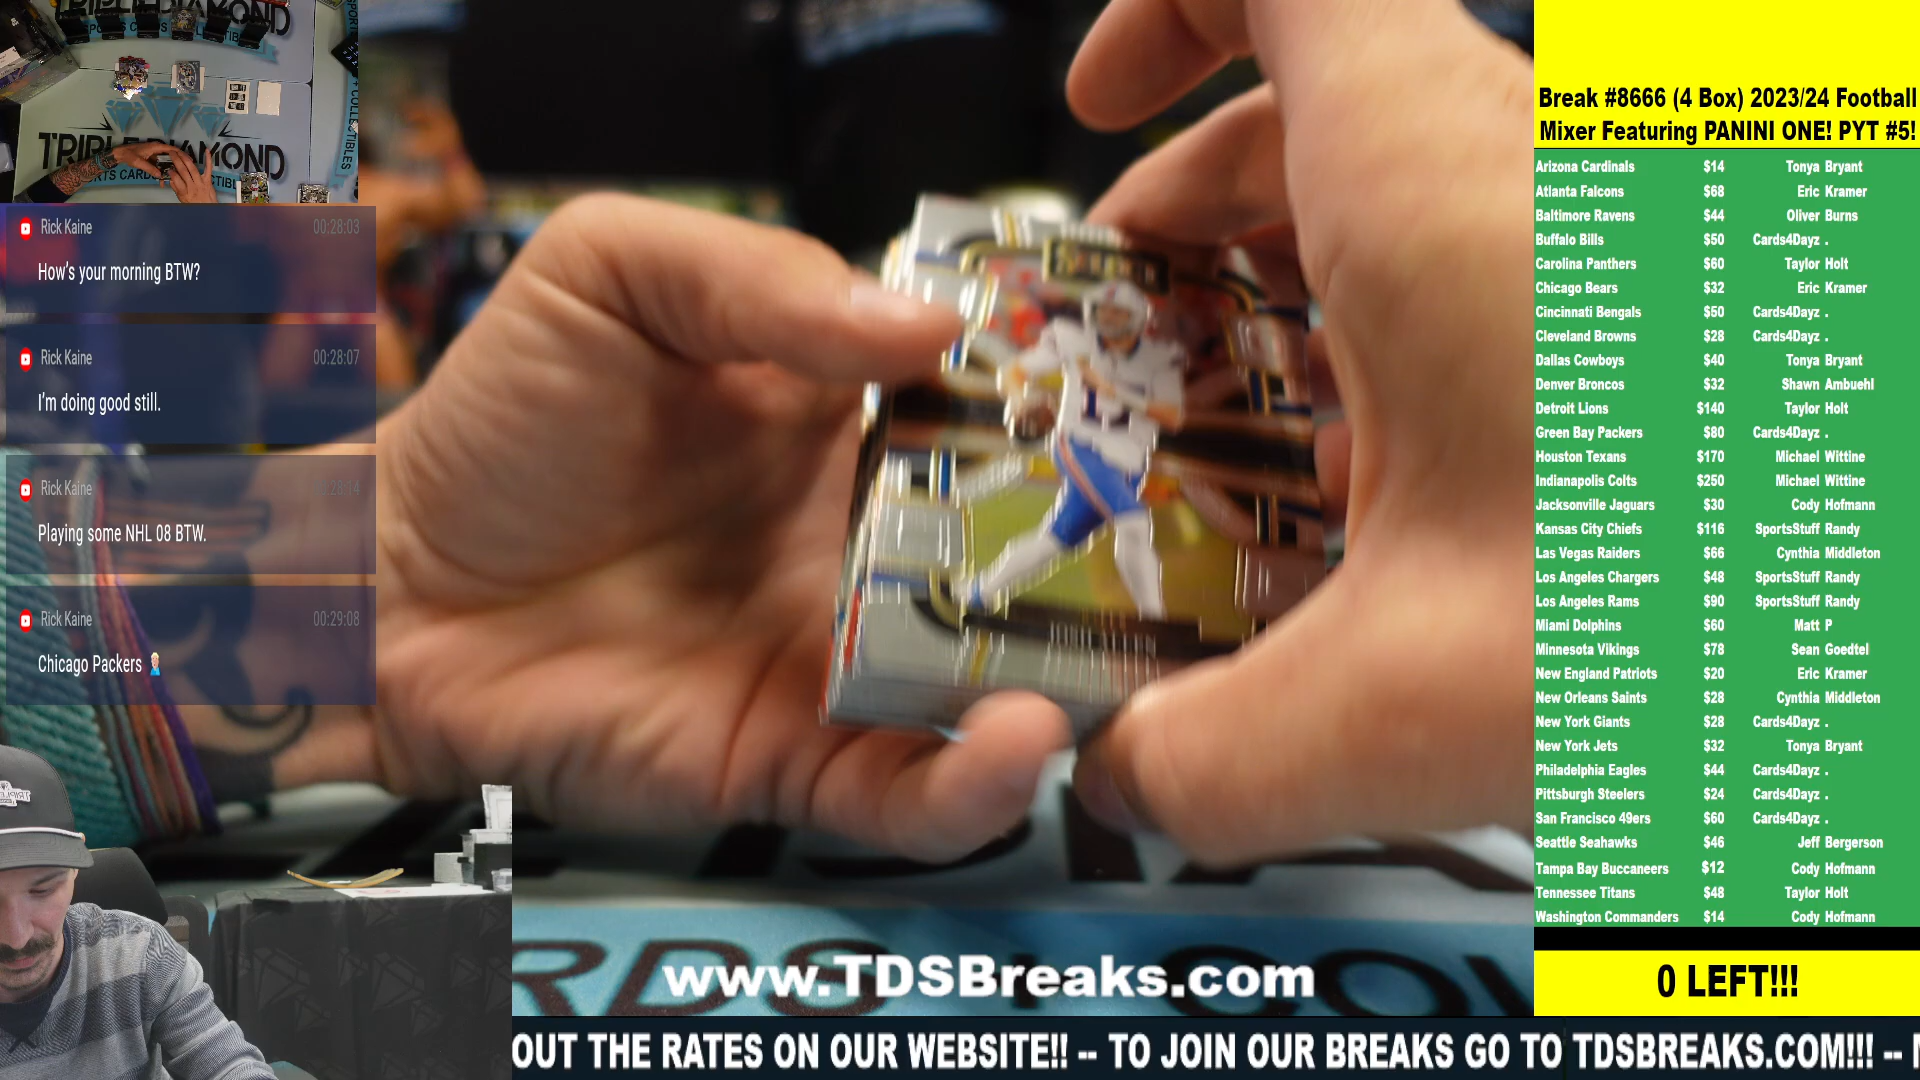 TRIPLE DIAMOND
SPORTS CARDS COLLECTIBLES
TRIPLE DIAMOND
Rick Kaine 00:28:03
How's your morning BTW?
Rick Kaine 00:28:07
I'm doing good still.
Rick Kaine 00:28:14
Playing some NHL 08 BTW.
Rick Kaine 00:29:08
Chicago Packers
www.TDSBreaks.com
Break #8666 (4 Box) 2023/24 Football
Mixer Featuring PANINI ONE! PYT #5!
Arizona Cardinals $14 Tonya Bryant
Atlanta Falcons $68 Eric Kramer
Baltimore Ravens $44 Oliver Burns
Buffalo Bills $50 Cards4Dayz .
Carolina Panthers $60 Taylor Holt
Chicago Bears $32 Eric Kramer
Cincinnati Bengals $50 Cards4Dayz .
Cleveland Browns $28 Cards4Dayz .
Dallas Cowboys $40 Tonya Bryant
Denver Broncos $32 Shawn Ambuehl
Detroit Lions $140 Taylor Holt
Green Bay Packers $80 Cards4Dayz .
Houston Texans $170 Michael Wittine
Indianapolis Colts $250 Michael Wittine
Jacksonville Jaguars $30 Cody Hofmann
Kansas City Chiefs $116 SportsStuff Randy
Las Vegas Raiders $66 Cynthia Middleton
Los Angeles Chargers $48 SportsStuff Randy
Los Angeles Rams $90 SportsStuff Randy
Miami Dolphins $60 Matt P
Minnesota Vikings $78 Sean Goedtel
New England Patriots $20 Eric Kramer
New Orleans Saints $28 Cynthia Middleton
New York Giants $28 Cards4Dayz .
New York Jets $32 Tonya Bryant
Philadelphia Eagles $44 Cards4Dayz .
Pittsburgh Steelers $24 Cards4Dayz .
San Francisco 49ers $60 Cards4Dayz .
Seattle Seahawks $46 Jeff Bergerson
Tampa Bay Buccaneers $12 Cody Hofmann
Tennessee Titans $48 Taylor Holt
Washington Commanders $14 Cody Hofmann
0 LEFT!!!
OUT THE RATES ON OUR WEBSITE!! -- TO JOIN OUR BREAKS GO TO TDSBREAKS.COM!!! --